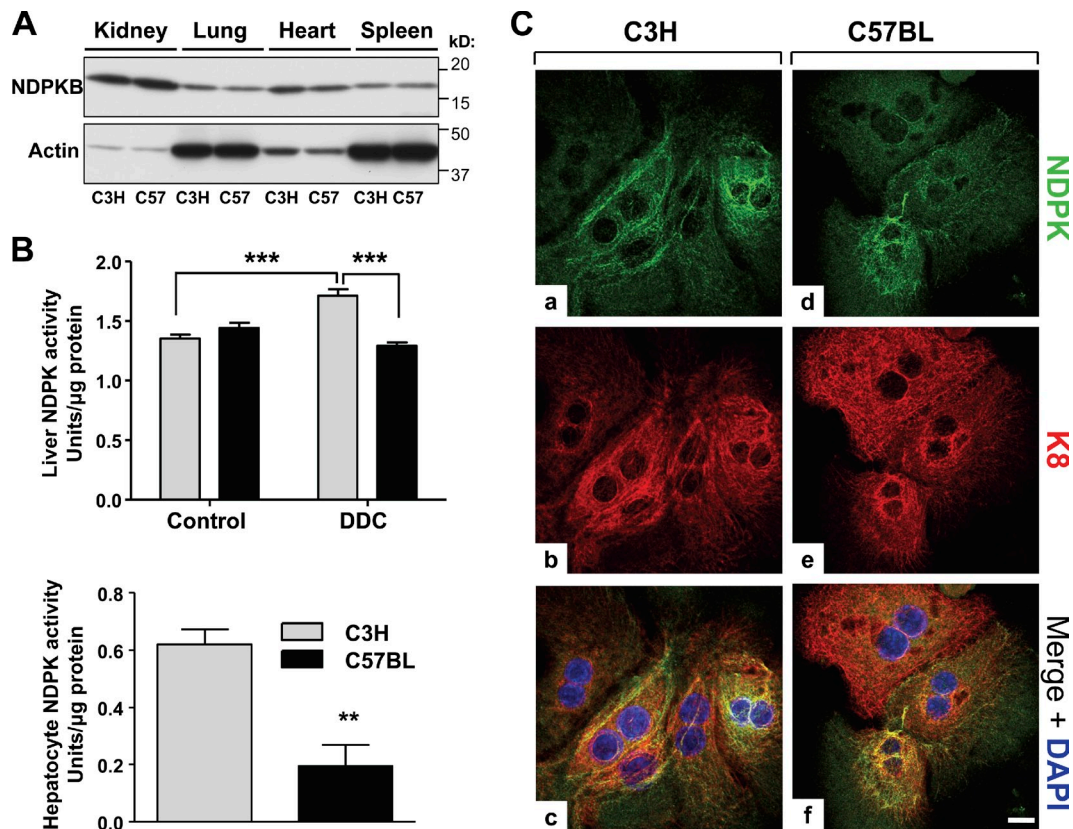 A
Kidney Lung Heart Spleen kD:
NDPKB
20
15
Actin
50
37
C3H C57 C3H C57 C3H C57 C3H C57
B
Liver NDPK activity
Units/µg protein
2.0
1.5
1.0
0.5
0.0
*** ***
Control DDC
Hepatocyte NDPK activity
Units/µg protein
0.8
0.6
0.4
0.2
0.0
C3H
C57BL
**
C
C3H C57BL
a d NDPK
b e K8
c f Merge + DAPI